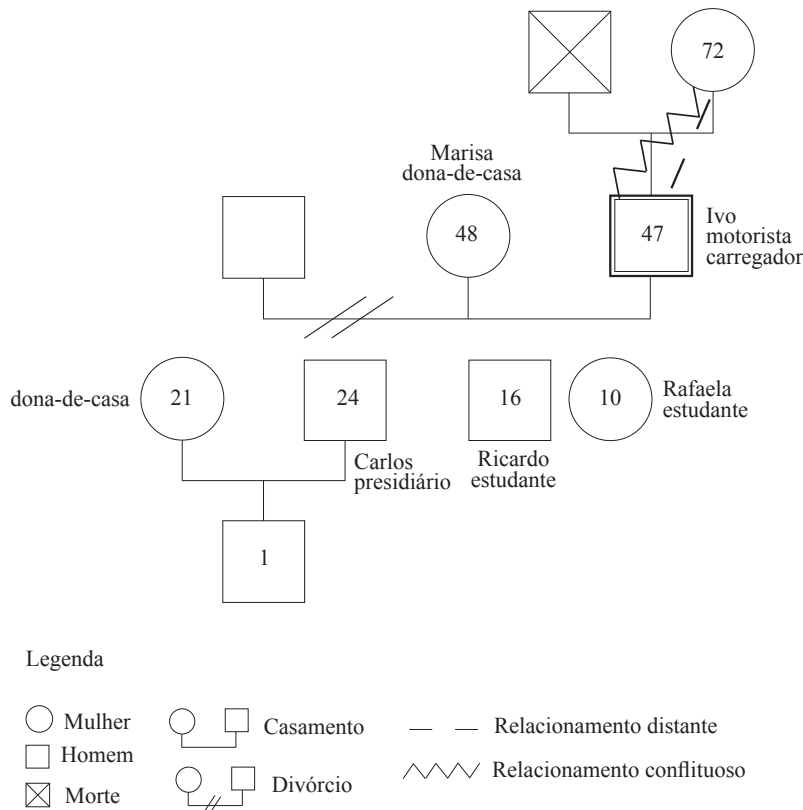 72
Marisa
dona-de-casa
48
47
Ivo
motorista
carregador
dona-de-casa
21
24
16
10
Rafaela
estudante
Carlos
presidiário
Ricardo
estudante
1
Legenda
Mulher
Casamento
Relacionamento distante
Homem
Relacionamento conflituoso
Morte
Divórcio